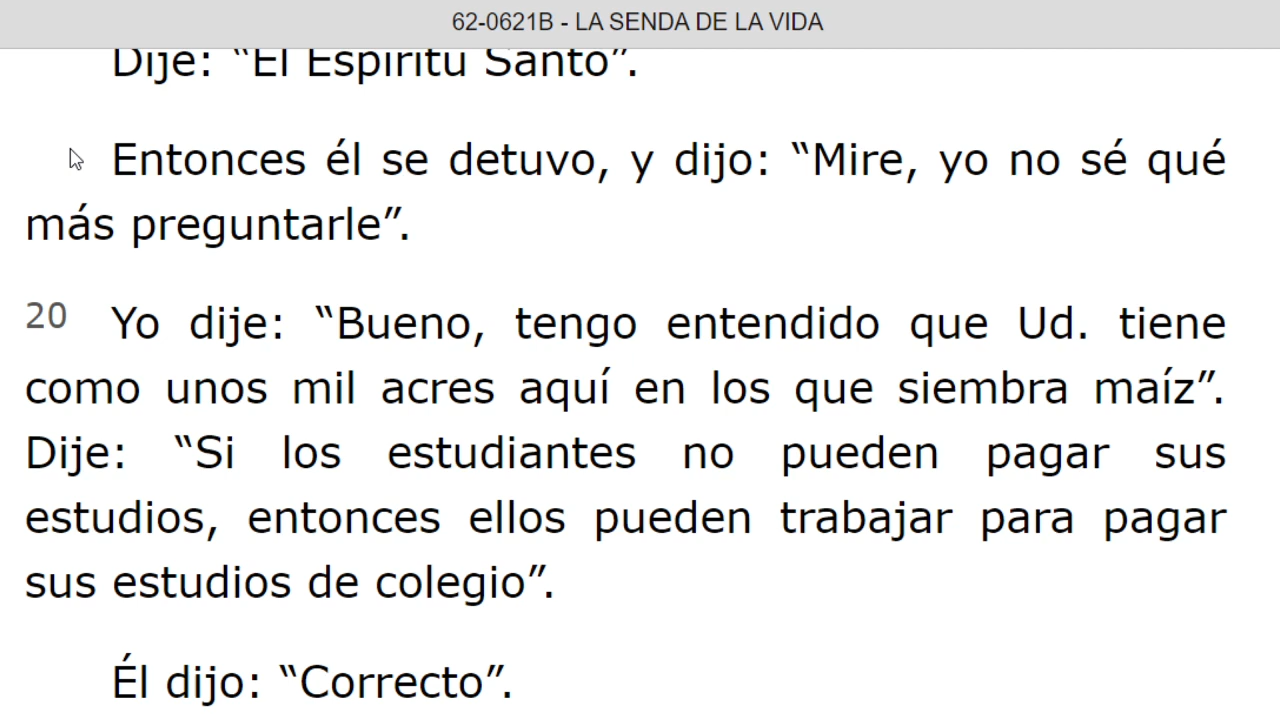 62-0621B - LA SENDA DE LA VIDA
Dije: “El Espíritu Santo”.
Entonces él se detuvo, y dijo: “Mire, yo no sé qué
más preguntarle”.
20 Yo dije: “Bueno, tengo entendido que Ud. tiene
como unos mil acres aquí en los que siembra maíz”.
Dije: “Si los estudiantes no pueden pagar sus
estudios, entonces ellos pueden trabajar para pagar
sus estudios de colegio”.
Él dijo: “Correcto”.